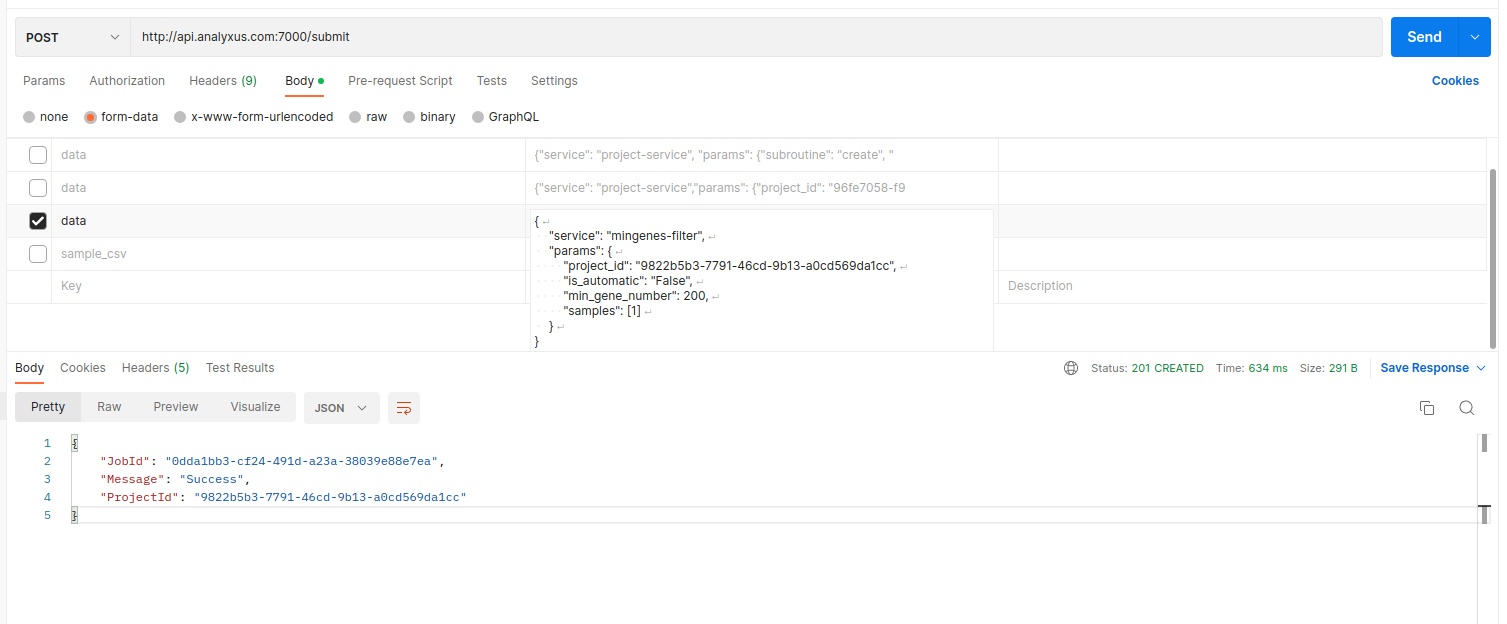 POST http://api.analyxus.com:7000/submit Send
Params Authorization Headers (9) Body Pre-request Script Tests Settings Cookies
none form-data x-www-form-urlencoded raw binary GraphQL
data {"service": "project-service", "params": {"subroutine": "create", "
data {"service": "project-service","params": {"project_id": "96fe7058-f9
data {
"service": "mingenes-filter",
"params": {
sample_csv
"project_id": "9822b5b3-7791-46cd-9b13-a0cd569da1cc",
"is_automatic": "False",
Key Description
"min_gene_number": 200,
"samples": [1]
}
}
Body Cookies Headers (5) Test Results Status: 201 CREATED Time: 634 ms Size: 291 B Save Response
Pretty Raw Preview Visualize JSON
1 {
2 "JobId": "0dda1bb3-cf24-491d-a23a-38039e88e7ea",
3 "Message": "Success",
4 "ProjectId": "9822b5b3-7791-46cd-9b13-a0cd569da1cc"
5 }